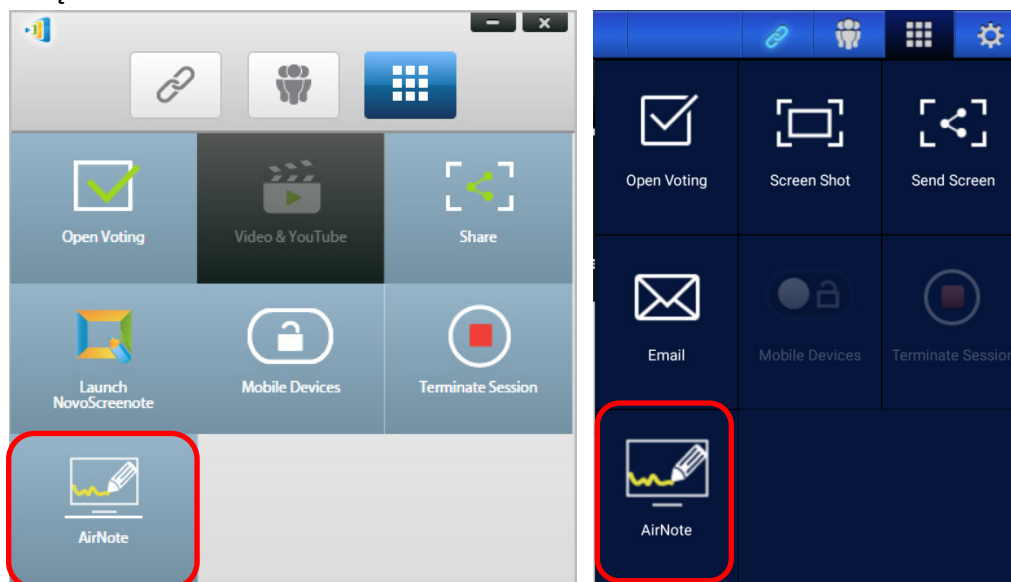 Open Voting
Video & YouTube
Share
Launch
NovoScreenote
Mobile Devices
Terminate Session
AirNote
Open Voting
Screen Shot
Send Screen
Email
Mobile Devices
Terminate Session
AirNote